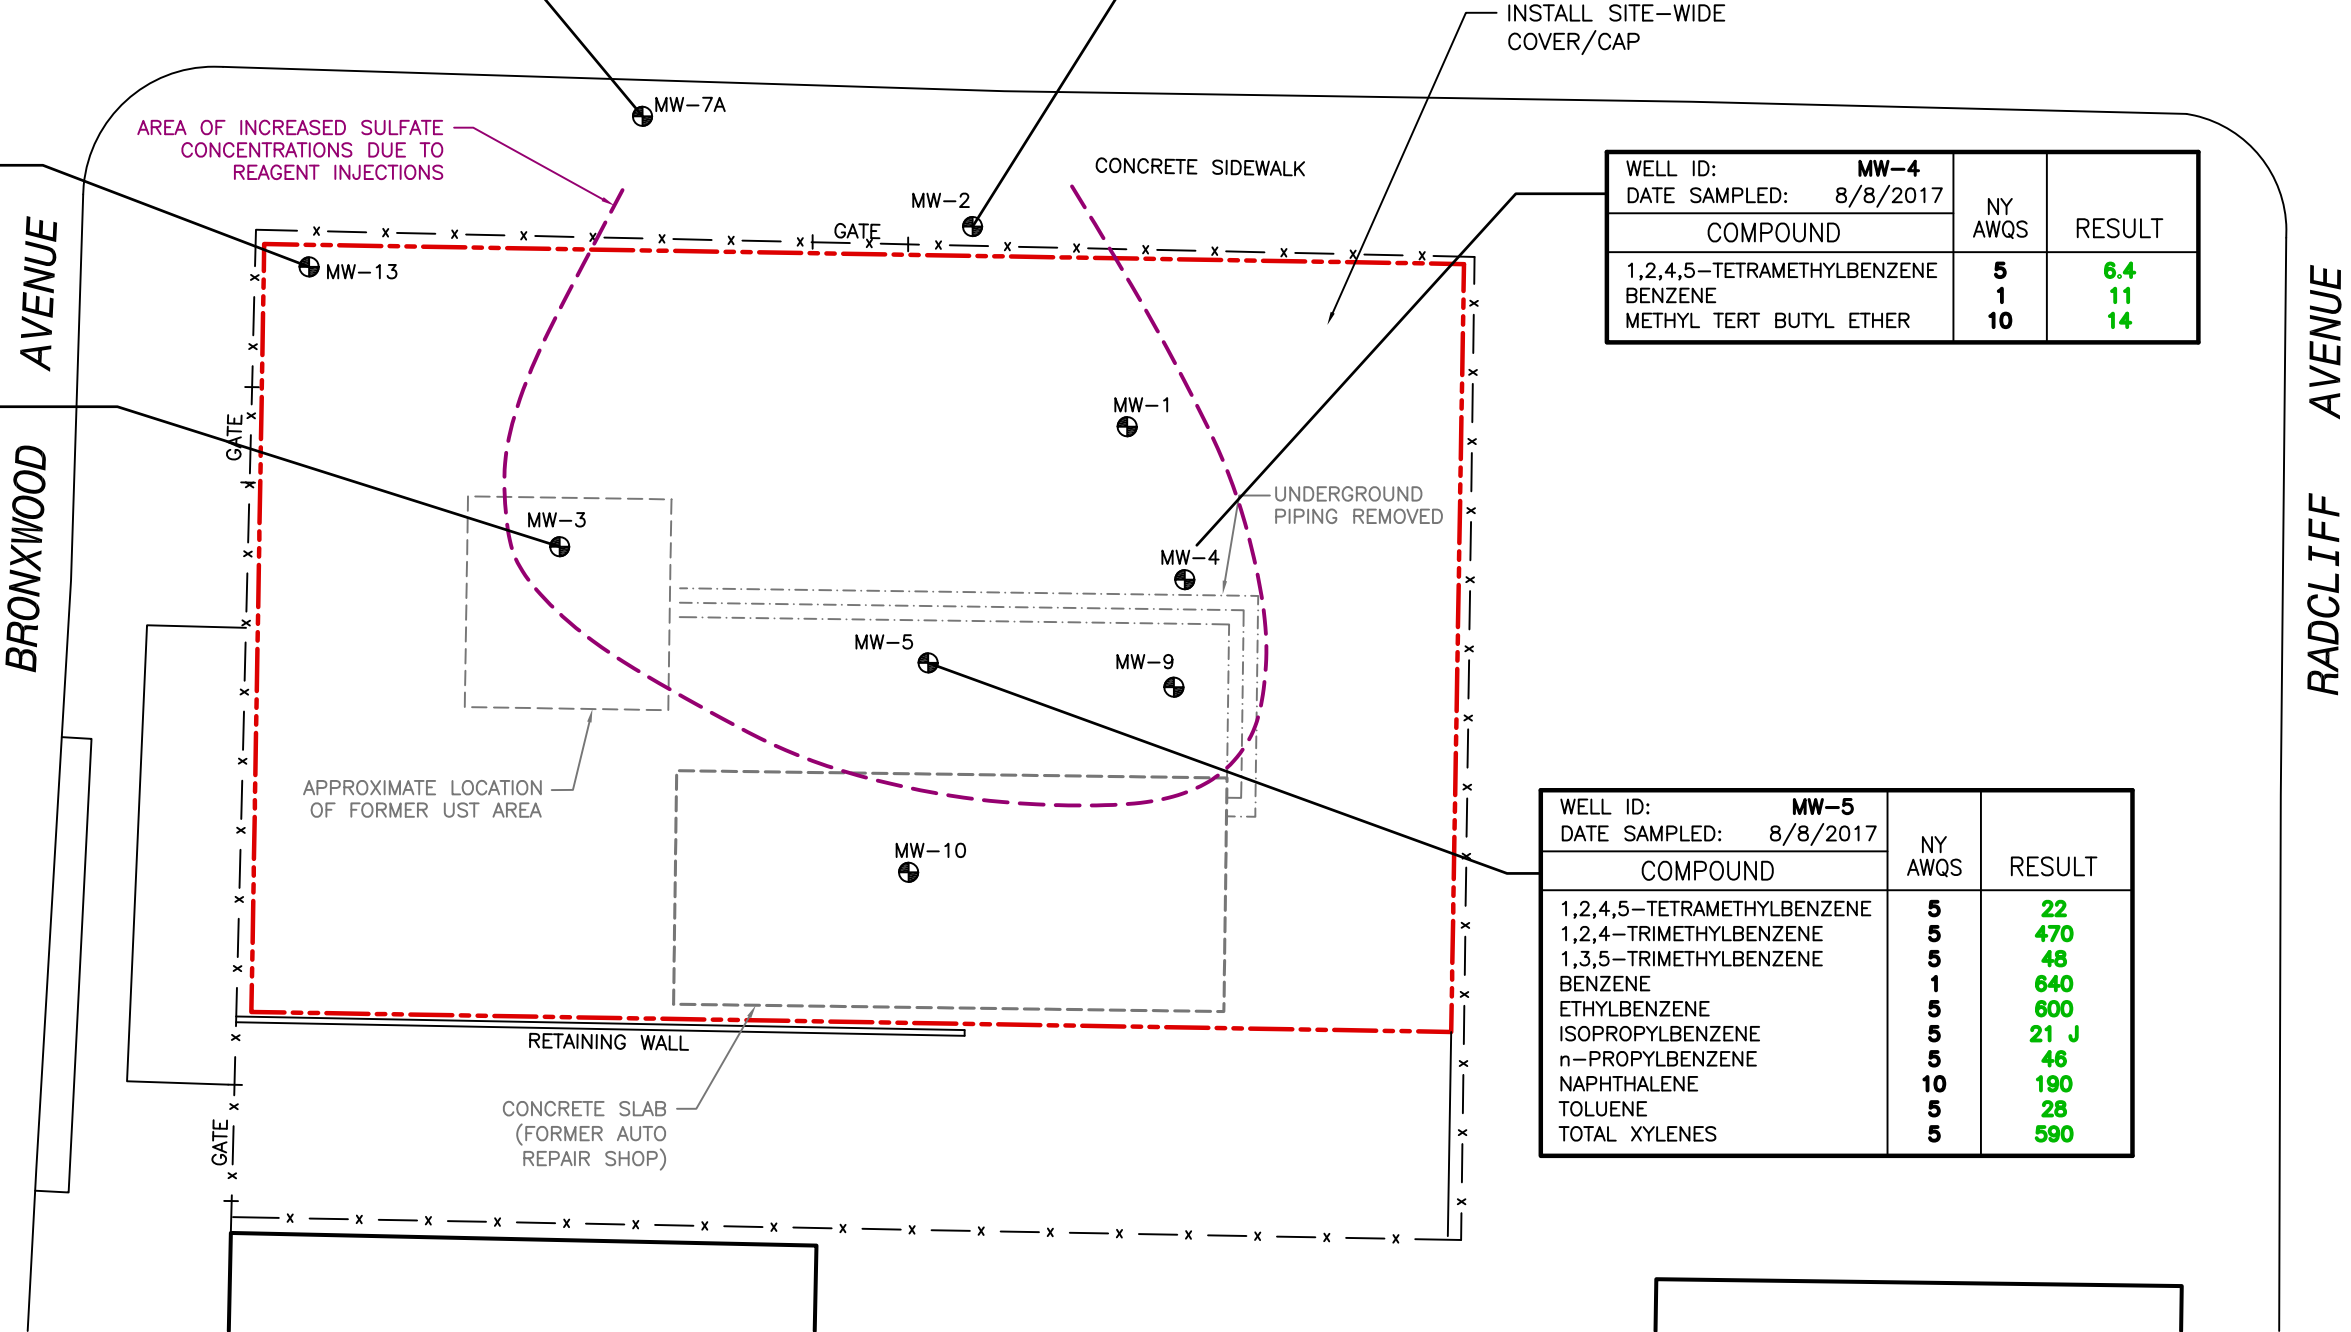 INSTALL SITE-WIDE
COVER/CAP
MW-7A
AREA OF INCREASED SULFATE
CONCENTRATIONS DUE TO
REAGENT INJECTIONS
CONCRETE SIDEWALK
MW-2
GATE
MW-13
WELL ID: MW-4
DATE SAMPLED: 8/8/2017
NY
AWQS
RESULT
COMPOUND
1,2,4,5-TETRAMETHYLBENZENE 5 6.4
BENZENE 1 11
METHYL TERT BUTYL ETHER 10 14
BRONXWOOD AVENUE
RADCLIFF AVENUE
GATE
MW-1
MW-3
UNDERGROUND
PIPING REMOVED
MW-4
MW-5
MW-9
APPROXIMATE LOCATION
OF FORMER UST AREA
MW-10
WELL ID: MW-5
DATE SAMPLED: 8/8/2017
NY
AWQS
RESULT
COMPOUND
1,2,4,5-TETRAMETHYLBENZENE 5 22
1,2,4-TRIMETHYLBENZENE 5 470
1,3,5-TRIMETHYLBENZENE 5 48
BENZENE 1 640
ETHYLBENZENE 5 600
ISOPROPYLBENZENE 5 21 J
n-PROPYLBENZENE 5 46
NAPHTHALENE 10 190
TOLUENE 5 28
TOTAL XYLENES 5 590
RETAINING WALL
CONCRETE SLAB
(FORMER AUTO
REPAIR SHOP)
GATE